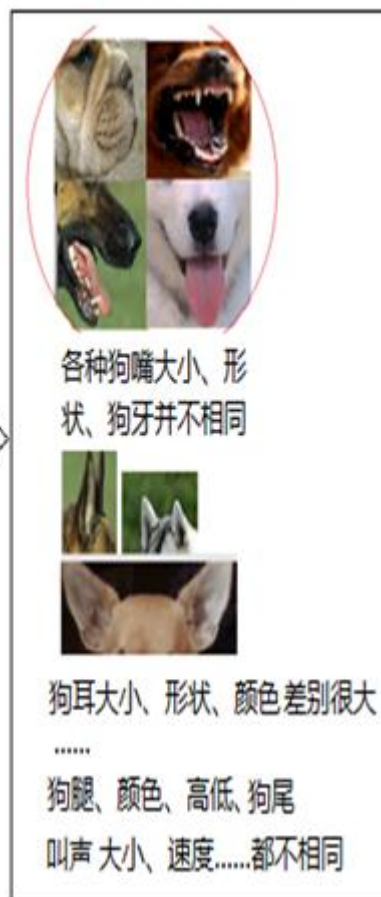 各种狗嘴大小、形
状、狗牙并不相同
狗耳大小、形状、颜色 差别很大
......
狗腿、颜色、高低、狗尾
叫声 大小、速度......都不相同